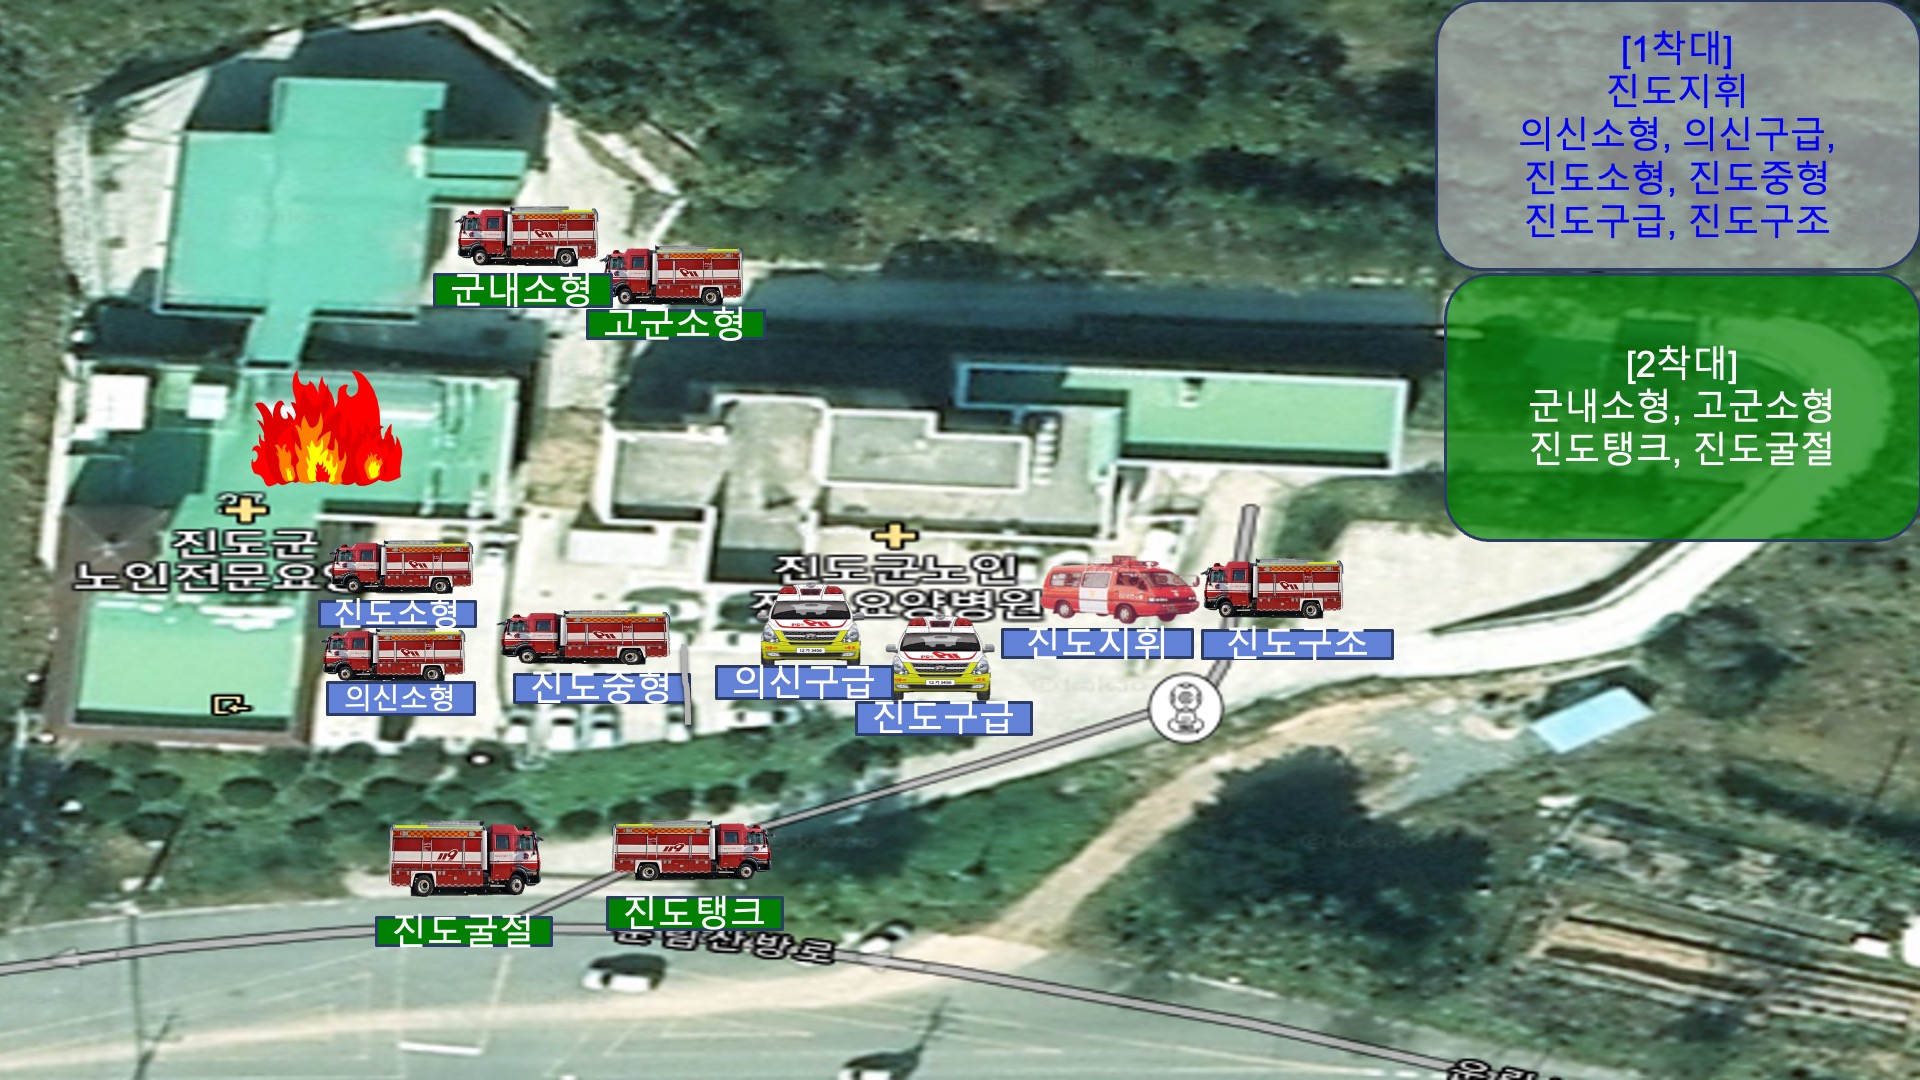 [1착대]
진도지휘
의신소형, 의신구급,
진도소형, 진도중형
진도구급, 진도구조
[2착대]
군내소형, 고군소형
진도탱크, 진도굴절
군내소형
고군소형
진도군
노인전문요
진도군노인
요양병원
진도소형
의신소형
진도중형
의신구급
진도구급
진도지휘
진도구조
진도굴절
진도탱크
운림산방로